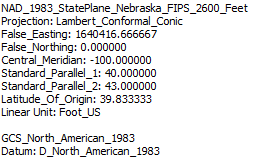 NAD_1983_StatePlane_Nebraska_FIPS_2600_Feet
Projection: Lambert_Conformal_Conic
False_Easting: 1640416.666667
False_Northing: 0.000000
Central_Meridian: -100.000000
Standard_Parallel_1: 40.000000
Standard_Parallel_2: 43.000000
Latitude_Of_Origin: 39.833333
Linear Unit: Foot_US
GCS_North_American_1983
Datum: D_North_American_1983